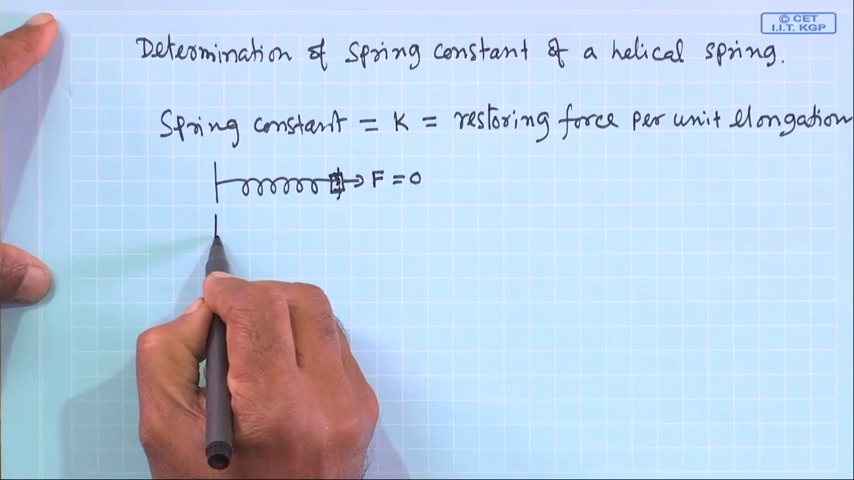 © CET
I.I.T. KGP
Determination of Spring constant of a helical spring.
Spring constant = K = restoring force per unit elongation
F = 0